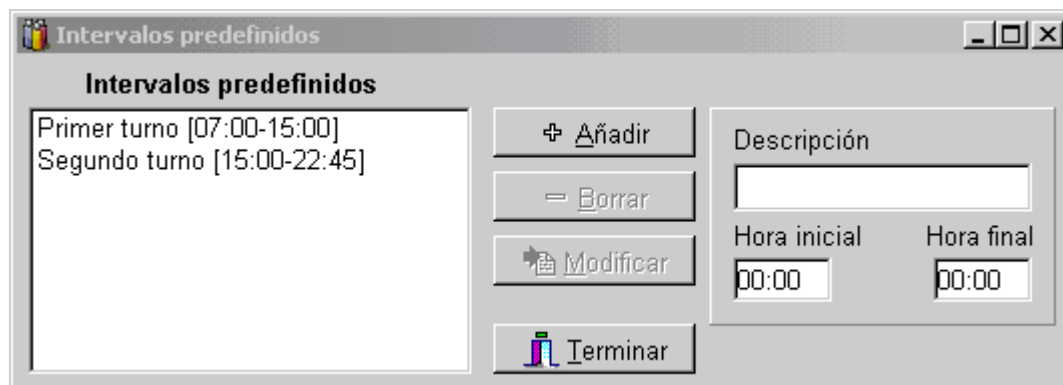 Intervalos predefinidos
Intervalos predefinidos
Primer turno [07:00-15:00]
Segundo turno [15:00-22:45]
Añadir
Borrar
Modificar
Terminar
Descripción
Hora inicial Hora final
00:00 00:00